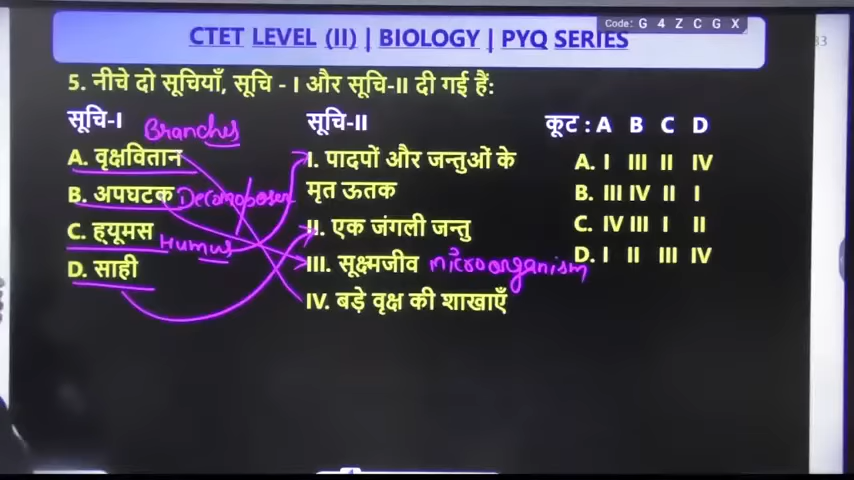 Code: G 4 Z C G X
CTET LEVEL (II) | BIOLOGY | PYQ SERIES
33
5. नीचे दो सूचियाँ, सूचि - I और सूचि-II दी गई हैं:
सूचि-I
Branches
A. वृक्षवितान
B. अपघटक Decomposer
C. ह्यूमस Humus
D. साही
सूचि-II
I. पादपों और जन्तुओं के
मृत ऊतक
II. एक जंगली जन्तु
III. सूक्ष्मजीव microorganism
IV. बड़े वृक्ष की शाखाएँ
कूट : A B C D
A. I III II IV
B. III IV II I
C. IV III I II
D. I II III IV